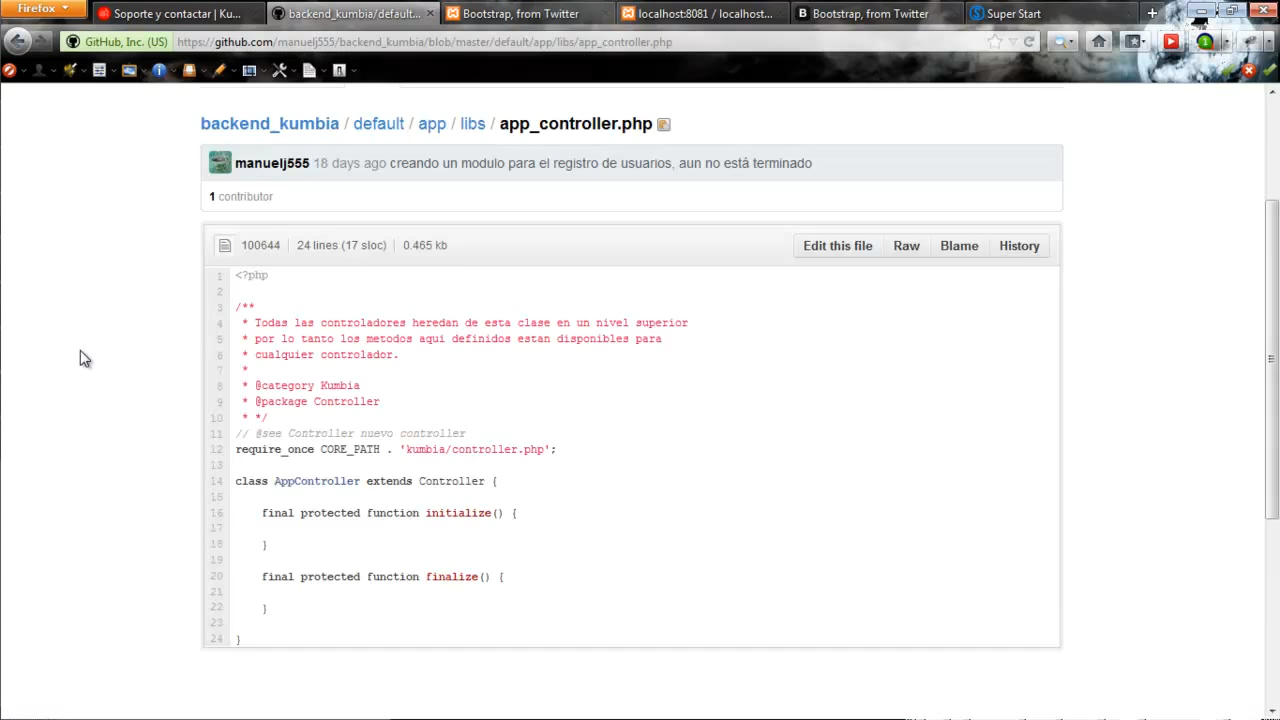 Firefox
Soporte y contactar | Ku...
backend_kumbia/default...
Bootstrap, from Twitter
localhost:8081 / localhost...
Bootstrap, from Twitter
Super Start
GitHub, Inc. (US)
https://github.com/manuelj555/backend_kumbia/blob/master/default/app/libs/app_controller.php
backend_kumbia / default / app / libs / app_controller.php
manuelj555 18 days ago creando un modulo para el registro de usuarios, aun no está terminado
1 contributor
100644 24 lines (17 sloc) 0.465 kb
Edit this file Raw Blame History
1 <?php
2
3 /**
4 * Todas las controladores heredan de esta clase en un nivel superior
5 * por lo tanto los metodos aqui definidos estan disponibles para
6 * cualquier controlador.
7 *
8 * @category Kumbia
9 * @package Controller
10 * */
11 // @see Controller nuevo controller
12 require_once CORE_PATH . 'kumbia/controller.php';
13
14 class AppController extends Controller {
15
16 final protected function initialize() {
17
18 }
19
20 final protected function finalize() {
21
22 }
23
24 }